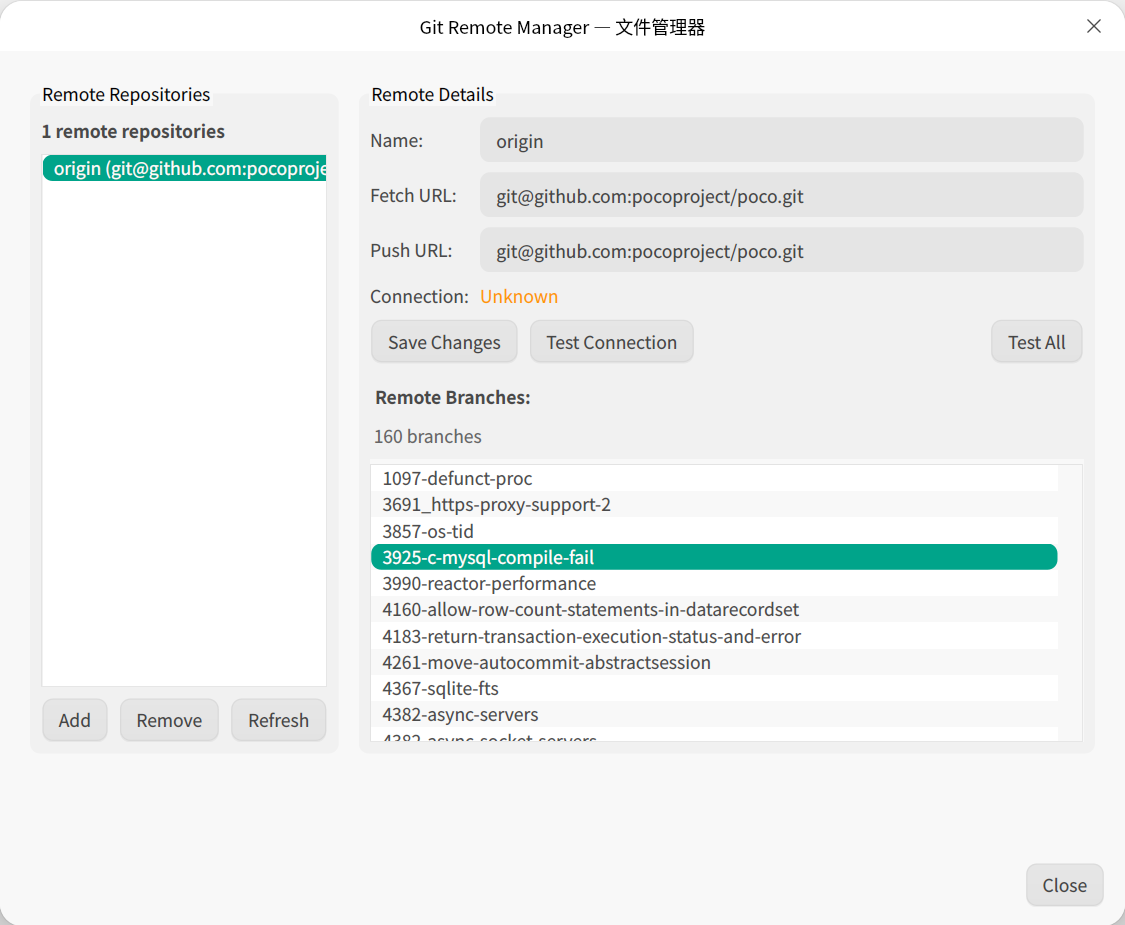 Git Remote Manager — 文件管理器
Remote Repositories
1 remote repositories
origin (git@github.com:pocoproje
Add
Remove
Refresh
Remote Details
Name:
origin
Fetch URL:
git@github.com:pocoproject/poco.git
Push URL:
git@github.com:pocoproject/poco.git
Connection: Unknown
Save Changes
Test Connection
Test All
Remote Branches:
160 branches
1097-defunct-proc
3691_https-proxy-support-2
3857-os-tid
3925-c-mysql-compile-fail
3990-reactor-performance
4160-allow-row-count-statements-in-datarecordset
4183-return-transaction-execution-status-and-error
4261-move-autocommit-abstractsession
4367-sqlite-fts
4382-async-servers
4382-async-socket-servers
Close